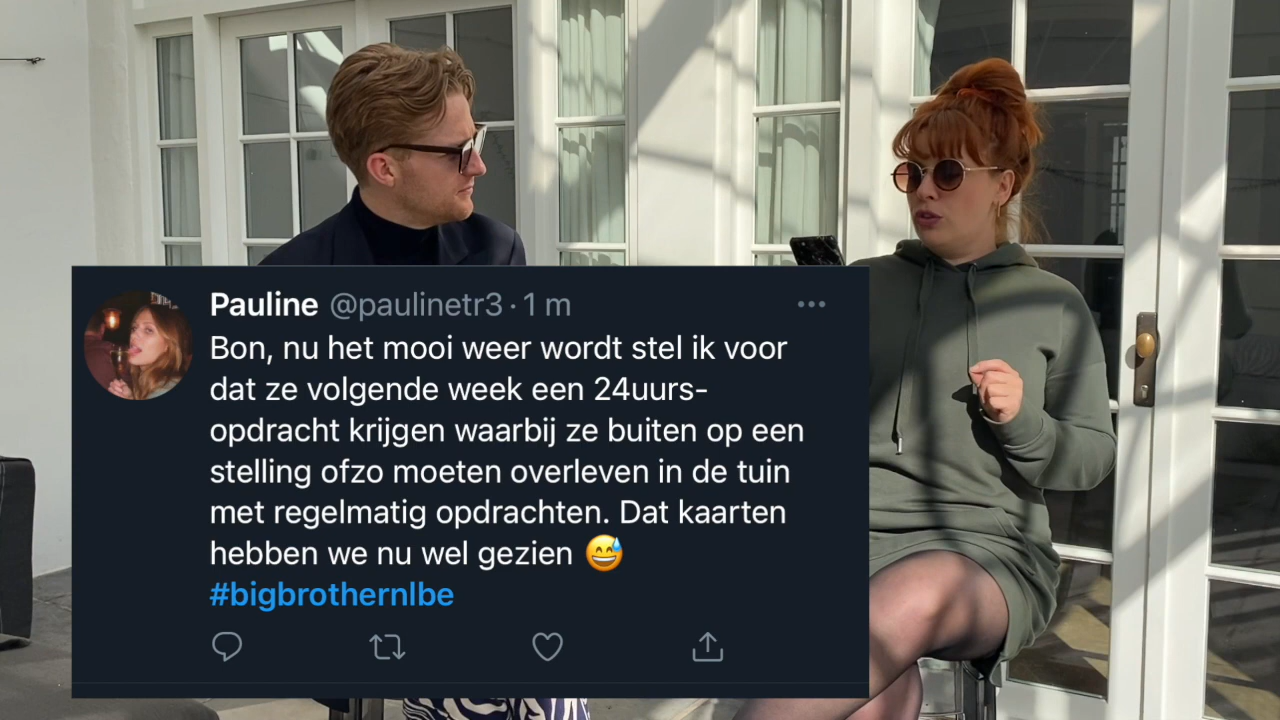 Pauline @paulinetr3 · 1 m
Bon, nu het mooi weer wordt stel ik voor
dat ze volgende week een 24uurs-
opdracht krijgen waarbij ze buiten op een
stelling ofzo moeten overleven in de tuin
met regelmatig opdrachten. Dat kaarten
hebben we nu wel gezien 😅
#bigbrothernlbe